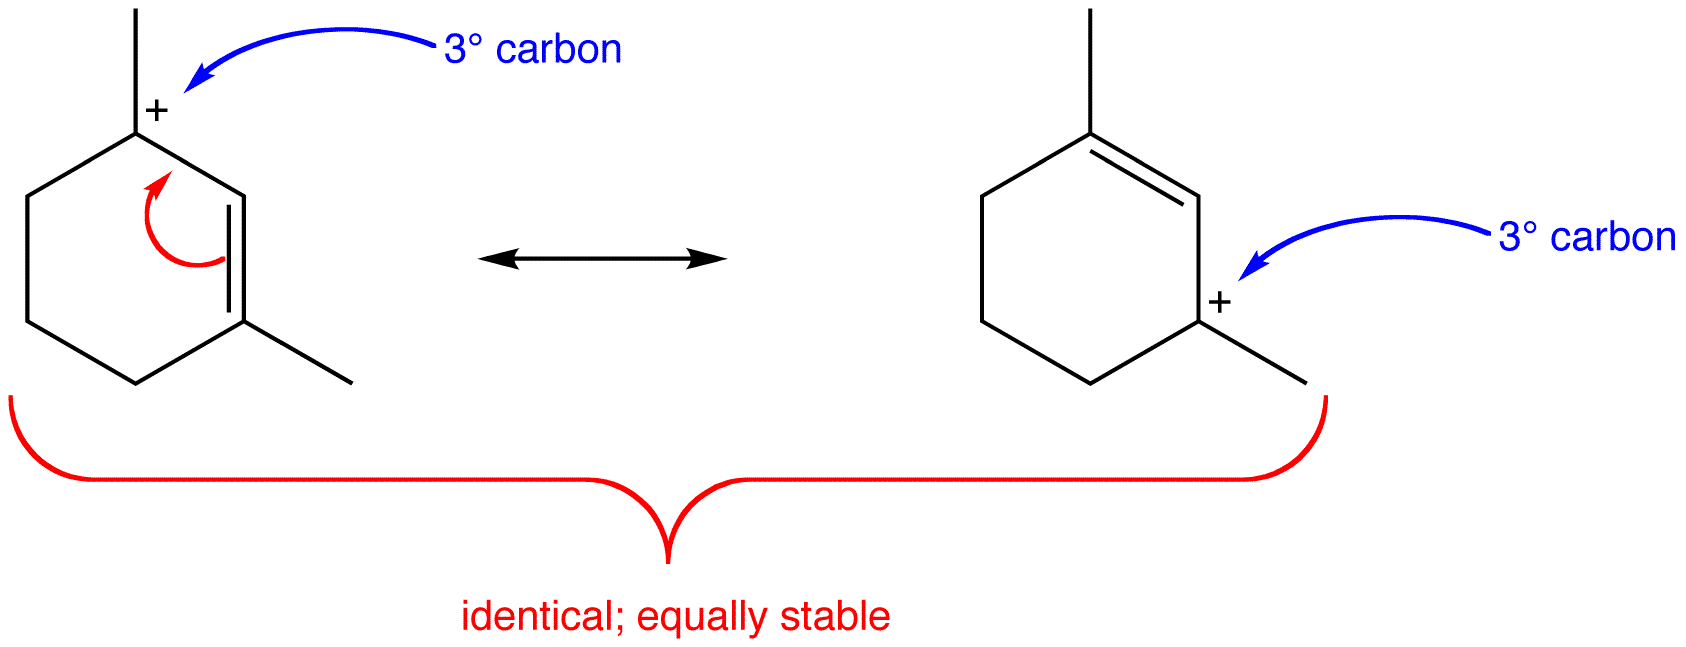 3° carbon
+
3° carbon
+
identical; equally stable